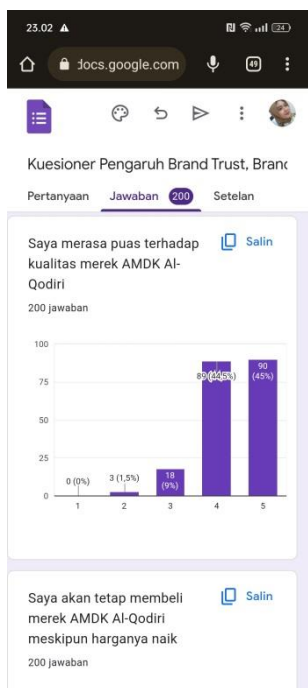 23.02
24
docs.google.com
49
Kuesioner Pengaruh Brand Trust, Branc
Pertanyaan Jawaban 200 Setelan
Saya merasa puas terhadap kualitas merek AMDK Al-Qodiri
Salin
200 jawaban
100
75
50
25
0
0 (0%)
3 (1,5%)
18
(9%)
89 (44,5%)
90
(45%)
1 2 3 4 5
Saya akan tetap membeli
merek AMDK Al-Qodiri
meskipun harganya naik
Salin
200 jawaban